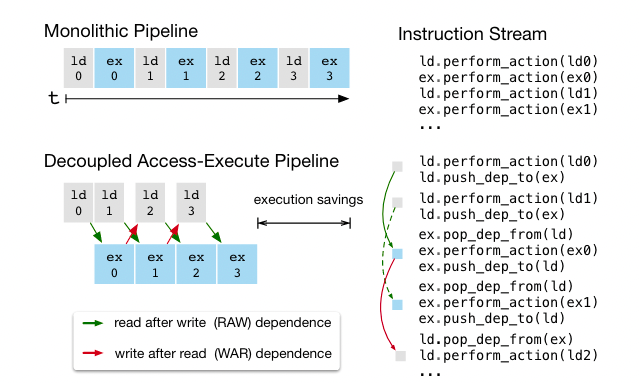 Monolithic Pipeline
ld 0 ex 0 ld 1 ex 1 ld 2 ex 2 ld 3 ex 3
t
Decoupled Access-Execute Pipeline
ld 0 ld 1 ld 2 ld 3
execution savings
ex 0 ex 1 ex 2 ex 3
read after write (RAW) dependence
write after read (WAR) dependence
Instruction Stream
ld.perform_action(ld0)
ex.perform_action(ex0)
ld.perform_action(ld1)
ex.perform_action(ex1)
...
ld.perform_action(ld0)
ld.push_dep_to(ex)
ld.perform_action(ld1)
ld.push_dep_to(ex)
ex.pop_dep_from(ld)
ex.perform_action(ex0)
ex.push_dep_to(ld)
ex.pop_dep_from(ld)
ex.perform_action(ex1)
ex.push_dep_to(ld)
ld.pop_dep_from(ex)
ld.perform_action(ld2)
...